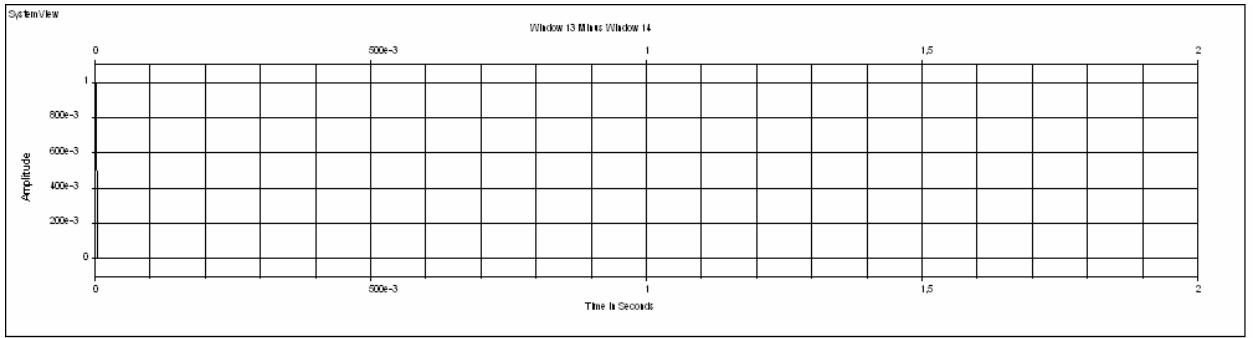 SystemView
Window 13 Minus Window 14
0 500e-3 1 1,5 2
1
800e-3
600e-3
Amplitude
400e-3
200e-3
0
0 500e-3 1 1,5 2
Time in Seconds